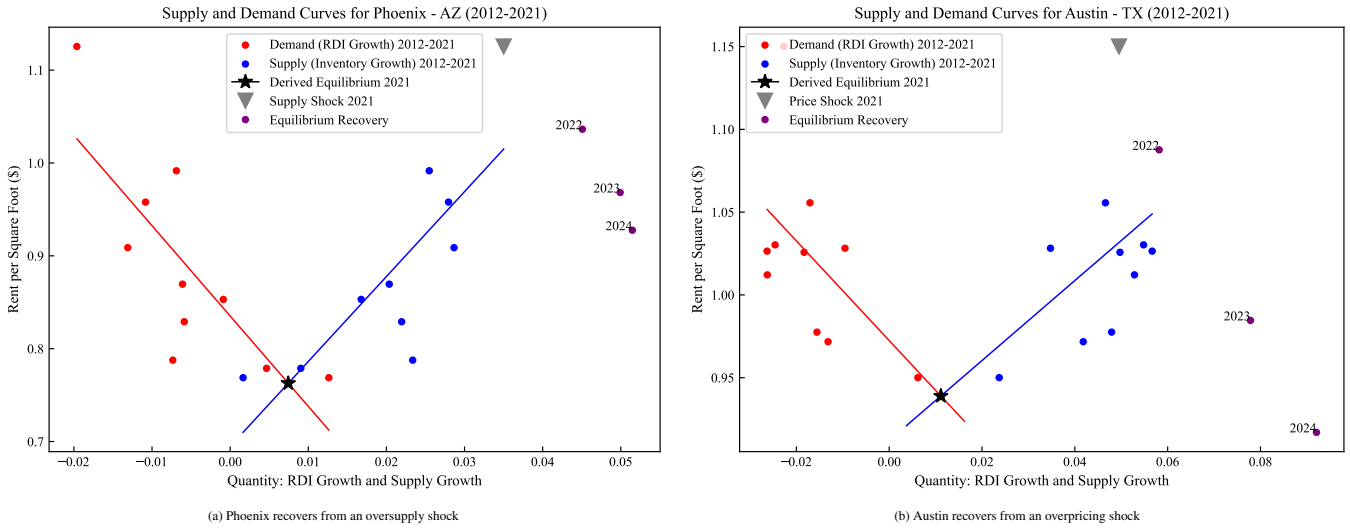 Supply and Demand Curves for Phoenix - AZ (2012-2021)
Demand (RDI Growth) 2012-2021
Supply (Inventory Growth) 2012-2021
Derived Equilibrium 2021
Supply Shock 2021
Equilibrium Recovery
2022
2023
2024
1.1
1.0
0.9
0.8
0.7
Rent per Square Foot ($)
−0.02
−0.01
0.00
0.01
0.02
0.03
0.04
0.05
Quantity: RDI Growth and Supply Growth
(a) Phoenix recovers from an oversupply shock
Supply and Demand Curves for Austin - TX (2012-2021)
Demand (RDI Growth) 2012-2021
Supply (Inventory Growth) 2012-2021
Derived Equilibrium 2021
Price Shock 2021
Equilibrium Recovery
2022
2023
2024
1.15
1.10
1.05
1.00
0.95
Rent per Square Foot ($)
−0.02
0.00
0.02
0.04
0.06
0.08
Quantity: RDI Growth and Supply Growth
(b) Austin recovers from an overpricing shock